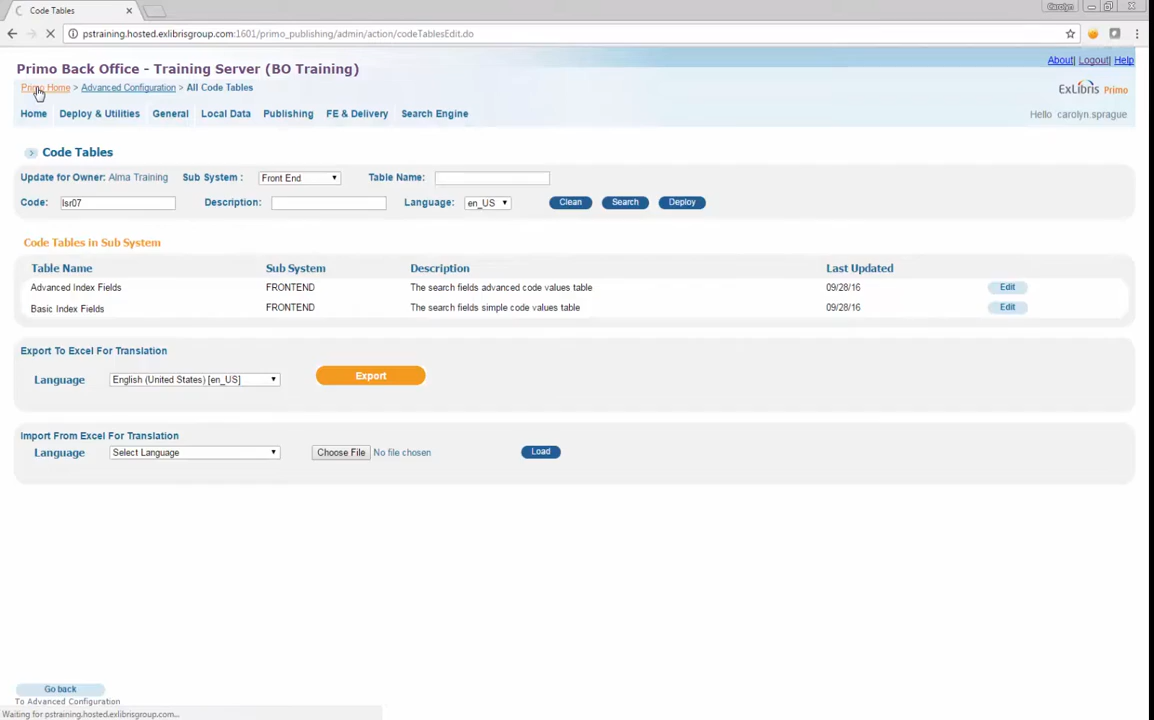 Code Tables
Carolyn
pstraining.hosted.exlibrisgroup.com:1601/primo_publishing/admin/action/codeTablesEdit.do
About| Logout| Help
Primo Back Office - Training Server (BO Training)
Primo Home > Advanced Configuration > All Code Tables
ExLibris Primo
Home Deploy & Utilities General Local Data Publishing FE & Delivery Search Engine
Hello carolyn.sprague
Code Tables
Update for Owner: Alma Training Sub System : Front End Table Name:
Code: lsr07 Description: Language: en_US Clean Search Deploy
Code Tables in Sub System
Table Name Sub System Description Last Updated
Advanced Index Fields FRONTEND The search fields advanced code values table 09/28/16 Edit
Basic Index Fields FRONTEND The search fields simple code values table 09/28/16 Edit
Export To Excel For Translation
Language English (United States) [en_US] Export
Import From Excel For Translation
Language Select Language Choose File No file chosen Load
Go back
To Advanced Configuration
Waiting for pstraining.hosted.exlibrisgroup.com...